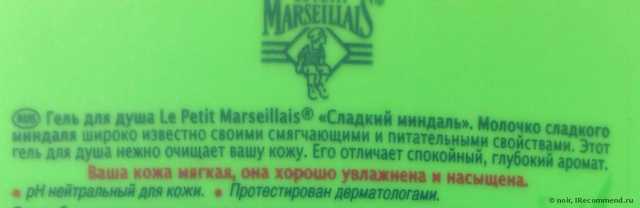 MARSEILLAIS®
RUS Гель для душа Le Petit Marseillais® «Сладкий миндаль». Молочко сладкого
миндаля широко известно своими смягчающими и питательными свойствами. Этот
гель для душа нежно очищает вашу кожу. Его отличает спокойный, глубокий аромат.
Ваша кожа мягкая, она хорошо увлажнена и насыщена.
• pH нейтральный для кожи. • Протестирован дерматологами.
© noir, IRecommend.ru